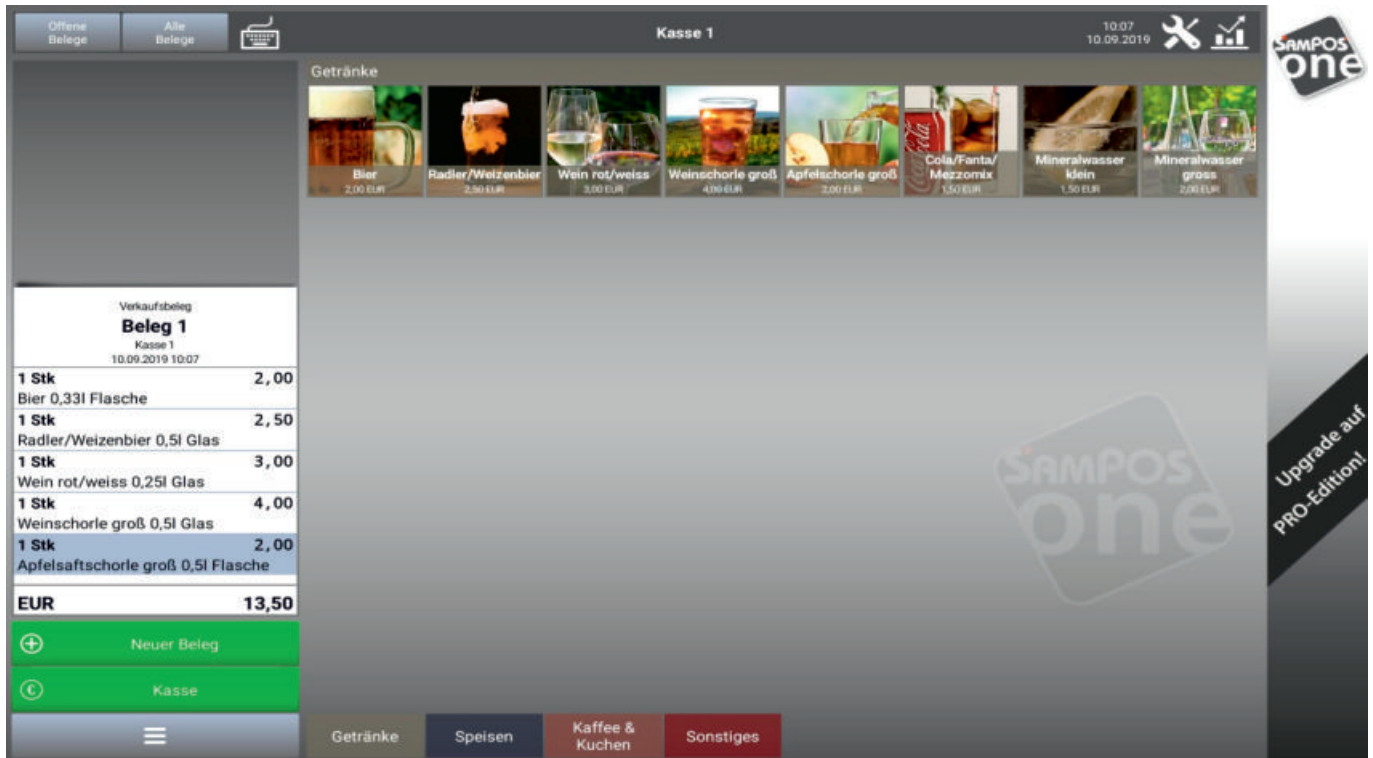 Offene
Belege
Alle
Belege
Kasse 1
10:07
10.09.2019
SAMPOS
one
Getränke
Bier
2,00 EUR
Radler/Weizenbier
2,50 EUR
Wein rot/weiss
3,00 EUR
Weinschorle groß
4,00 EUR
Apfelschorle groß
2,00 EUR
Coca-Cola
Cola/Fanta/
Mezzomix
1,50 EUR
Mineralwasser
klein
1,50 EUR
Mineralwasser
gross
2,00 EUR
Verkaufsbeleg
Beleg 1
Kasse 1
10.09.2019 10:07
1 Stk 2,00
Bier 0,33l Flasche
1 Stk 2,50
Radler/Weizenbier 0,5l Glas
1 Stk 3,00
Wein rot/weiss 0,25l Glas
1 Stk 4,00
Weinschorle groß 0,5l Glas
1 Stk 2,00
Apfelsaftschorle groß 0,5l Flasche
EUR 13,50
Neuer Beleg
Kasse
SAMPOS
one
Upgrade auf
PRO-Edition!
Getränke
Speisen
Kaffee &
Kuchen
Sonstiges